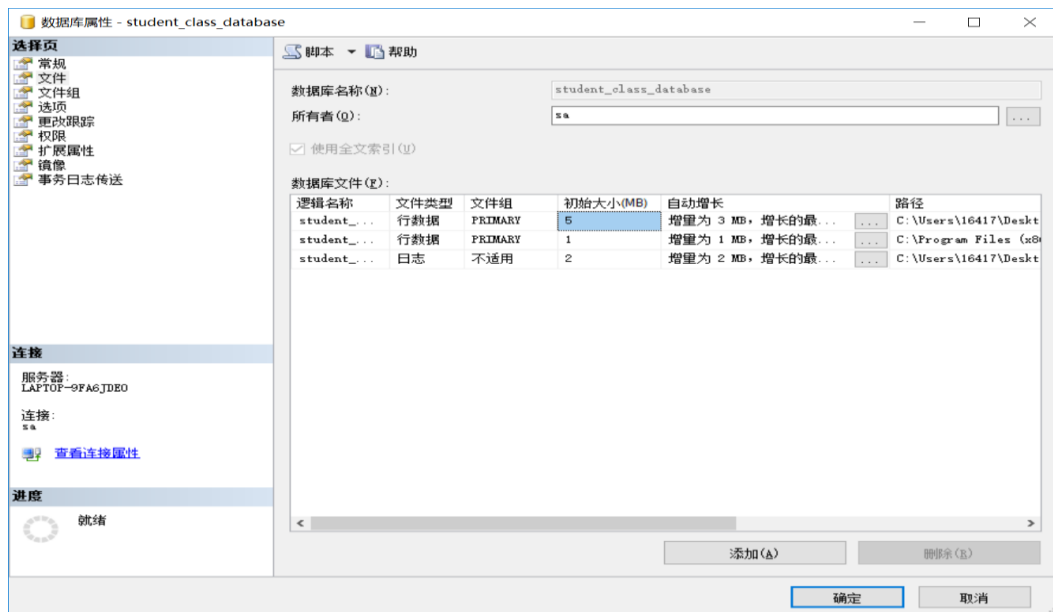 数据库属性 - student_class_database
选择页
常规
文件
文件组
选项
更改跟踪
权限
扩展属性
镜像
事务日志传送
连接
服务器:
LAPTOP-9FA6JDEO
连接:
sa
查看连接属性
进度
就绪
脚本 帮助
数据库名称(N): student_class_database
所有者(O): sa ...
使用全文索引(U)
数据库文件(F):
逻辑名称 文件类型 文件组 初始大小(MB) 自动增长 路径
student_... 行数据 PRIMARY 5 增量为 3 MB，增长的最... ... C:\Users\16417\Deskt
student_... 行数据 PRIMARY 1 增量为 1 MB，增长的最... ... C:\Program Files (x8
student_... 日志 不适用 2 增量为 2 MB，增长的最... ... C:\Users\16417\Deskt
添加(A) 删除(R)
确定 取消